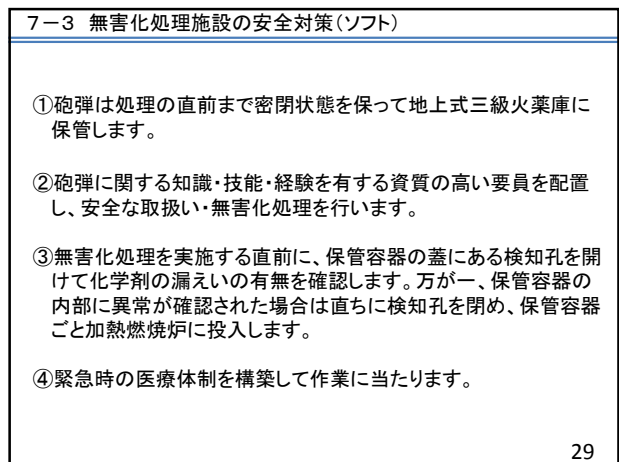 7－3 無害化処理施設の安全対策（ソフト）
①砲弾は処理の直前まで密閉状態を保って地上式三級火薬庫に
保管します。
②砲弾に関する知識・技能・経験を有する資質の高い要員を配置
し、安全な取扱い・無害化処理を行います。
③無害化処理を実施する直前に、保管容器の蓋にある検知孔を開
けて化学剤の漏えいの有無を確認します。万が一、保管容器の
内部に異常が確認された場合は直ちに検知孔を閉め、保管容器
ごと加熱燃焼炉に投入します。
④緊急時の医療体制を構築して作業に当たります。
29